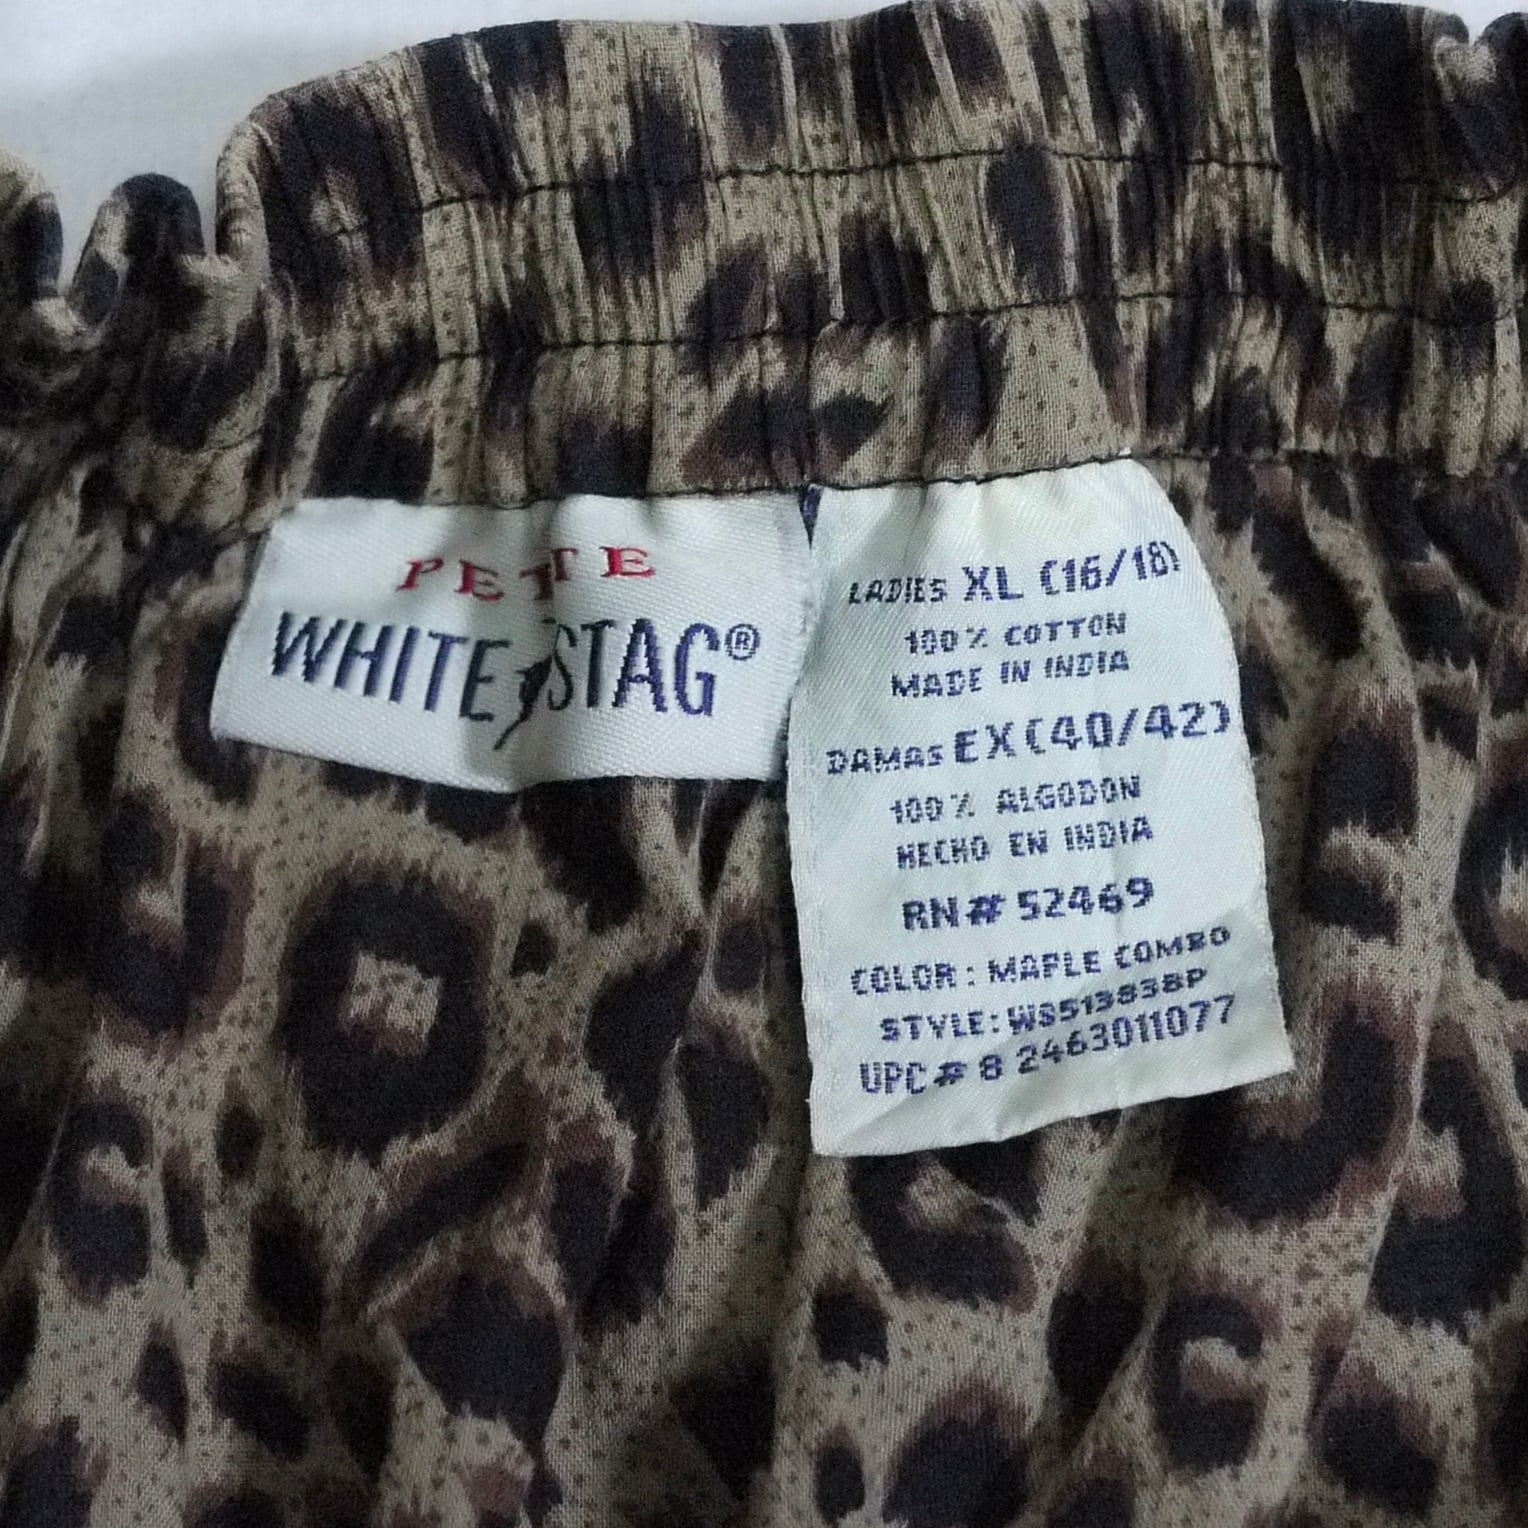 PETITE
WHITE STAG®
LADIES XL (16/18)
100% COTTON
MADE IN INDIA
DAMAS EX (40/42)
100% ALGODON
HECHO EN INDIA
RN# 52469
COLOR: MAPLE COMBO
STYLE: WS513838P
UPC# 8 2463011077